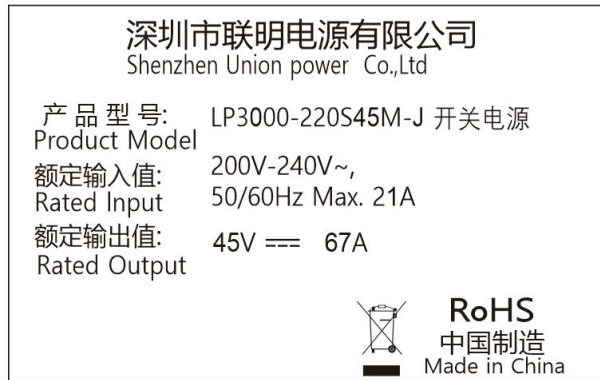 深圳市联明电源有限公司
Shenzhen Union power Co.,Ltd
产品型号: LP3000-220S45M-J 开关电源
Product Model
额定输入值: 200V-240V~,
Rated Input 50/60Hz Max. 21A
额定输出值: 45V ⎓ 67A
Rated Output
RoHS
中国制造
Made in China